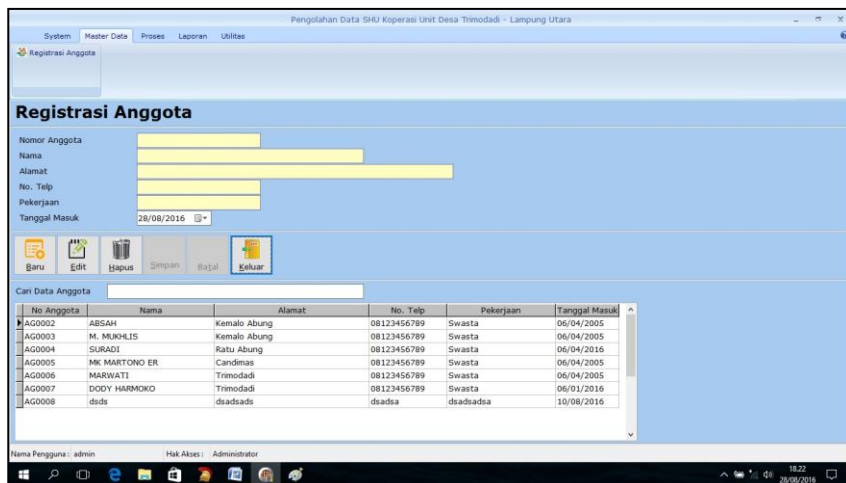 Pengolahan Data SHU Koperasi Unit Desa Trimodadi - Lampung Utara
System Master Data Proses Laporan Utilitas
Registrasi Anggota
Registrasi Anggota
Nomor Anggota
Nama
Alamat
No. Telp
Pekerjaan
Tanggal Masuk 28/08/2016
Baru Edit Hapus Simpan Batal Keluar
Cari Data Anggota
No Anggota Nama Alamat No. Telp Pekerjaan Tanggal Masuk
AG0002 ABSAH Kemalo Abung 08123456789 Swasta 06/04/2005
AG0003 M. MUKHLIS Kemalo Abung 08123456789 Swasta 06/04/2005
AG0004 SURADI Ratu Abung 08123456789 Swasta 06/04/2016
AG0005 MK MARTONO ER Candimas 08123456789 Swasta 06/04/2005
AG0006 MARWATI Trimodadi 08123456789 Swasta 06/04/2005
AG0007 DODY HARMOKO Trimodadi 08123456789 Swasta 06/01/2016
AG0008 dsds dsadsads dsadsa dsadsadsa 10/08/2016
Nama Pengguna : admin Hak Akses : Administrator
18.22
28/08/2016